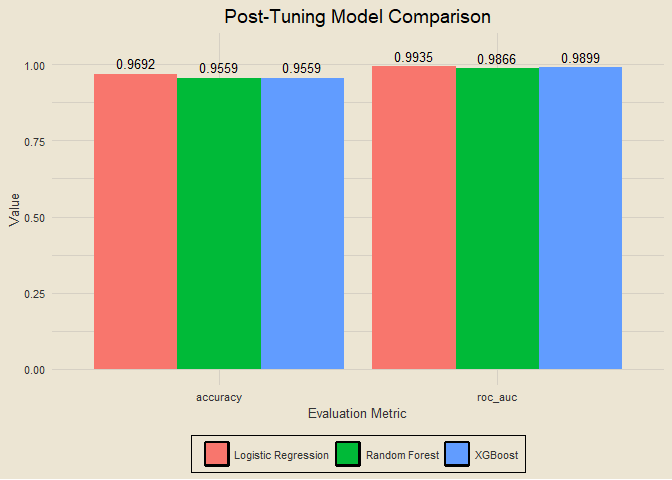 Post-Tuning Model Comparison
0.9692 0.9559 0.9559 0.9935 0.9866 0.9899
1.00
0.75
0.50
0.25
0.00
Value
accuracy roc_auc
Evaluation Metric
Logistic Regression Random Forest XGBoost